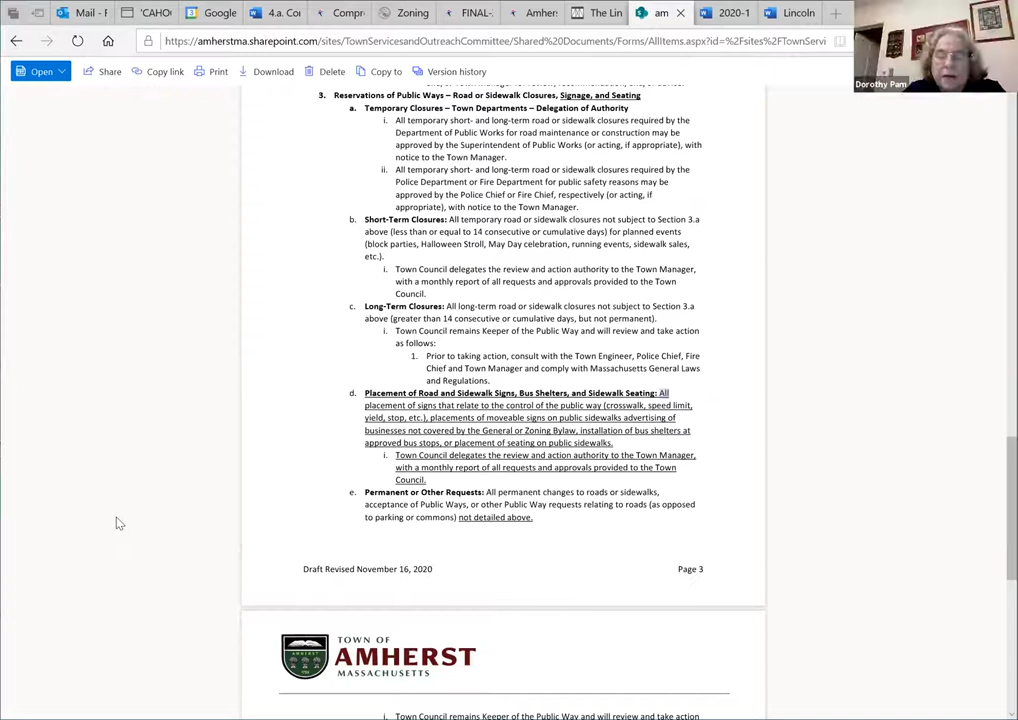 Mail - F
'CAHO
Google
4.a. Cor
Compre
Zoning
FINAL-
Amhers
The Lin
am
2020-1
Lincoln
https://amherstma.sharepoint.com/sites/TownServicesandOutreachCommittee/Shared%20Documents/Forms/AllItems.aspx?id=%2Fsites%2FTownServi
Open
Share
Copy link
Print
Download
Delete
Copy to
Version history
Dorothy Pam
3. Reservations of Public Ways – Road or Sidewalk Closures, Signage, and Seating
a. Temporary Closures – Town Departments – Delegation of Authority
i. All temporary short- and long-term road or sidewalk closures required by the
Department of Public Works for road maintenance or construction may be
approved by the Superintendent of Public Works (or acting, if appropriate), with
notice to the Town Manager.
ii. All temporary short- and long-term road or sidewalk closures required by the
Police Department or Fire Department for public safety reasons may be
approved by the Police Chief or Fire Chief, respectively (or acting, if
appropriate), with notice to the Town Manager.
b. Short-Term Closures: All temporary road or sidewalk closures not subject to Section 3.a
above (less than or equal to 14 consecutive or cumulative days) for planned events
(block parties, Halloween Stroll, May Day celebration, running events, sidewalk sales,
etc.).
i. Town Council delegates the review and action authority to the Town Manager,
with a monthly report of all requests and approvals provided to the Town
Council.
c. Long-Term Closures: All long-term road or sidewalk closures not subject to Section 3.a
above (greater than 14 consecutive or cumulative days, but not permanent).
i. Town Council remains Keeper of the Public Way and will review and take action
as follows:
1. Prior to taking action, consult with the Town Engineer, Police Chief, Fire
Chief and Town Manager and comply with Massachusetts General Laws
and Regulations.
d. Placement of Road and Sidewalk Signs, Bus Shelters, and Sidewalk Seating: All
placement of signs that relate to the control of the public way (crosswalk, speed limit,
yield, stop, etc.), placements of moveable signs on public sidewalks advertising of
businesses not covered by the General or Zoning Bylaw, installation of bus shelters at
approved bus stops, or placement of seating on public sidewalks.
i. Town Council delegates the review and action authority to the Town Manager,
with a monthly report of all requests and approvals provided to the Town
Council.
e. Permanent or Other Requests: All permanent changes to roads or sidewalks,
acceptance of Public Ways, or other Public Way requests relating to roads (as opposed
to parking or commons) not detailed above.
Draft Revised November 16, 2020
Page 3
TOWN OF
AMHERST
MASSACHUSETTS
i. Town Council remains Keeper of the Public Way and will review and take action